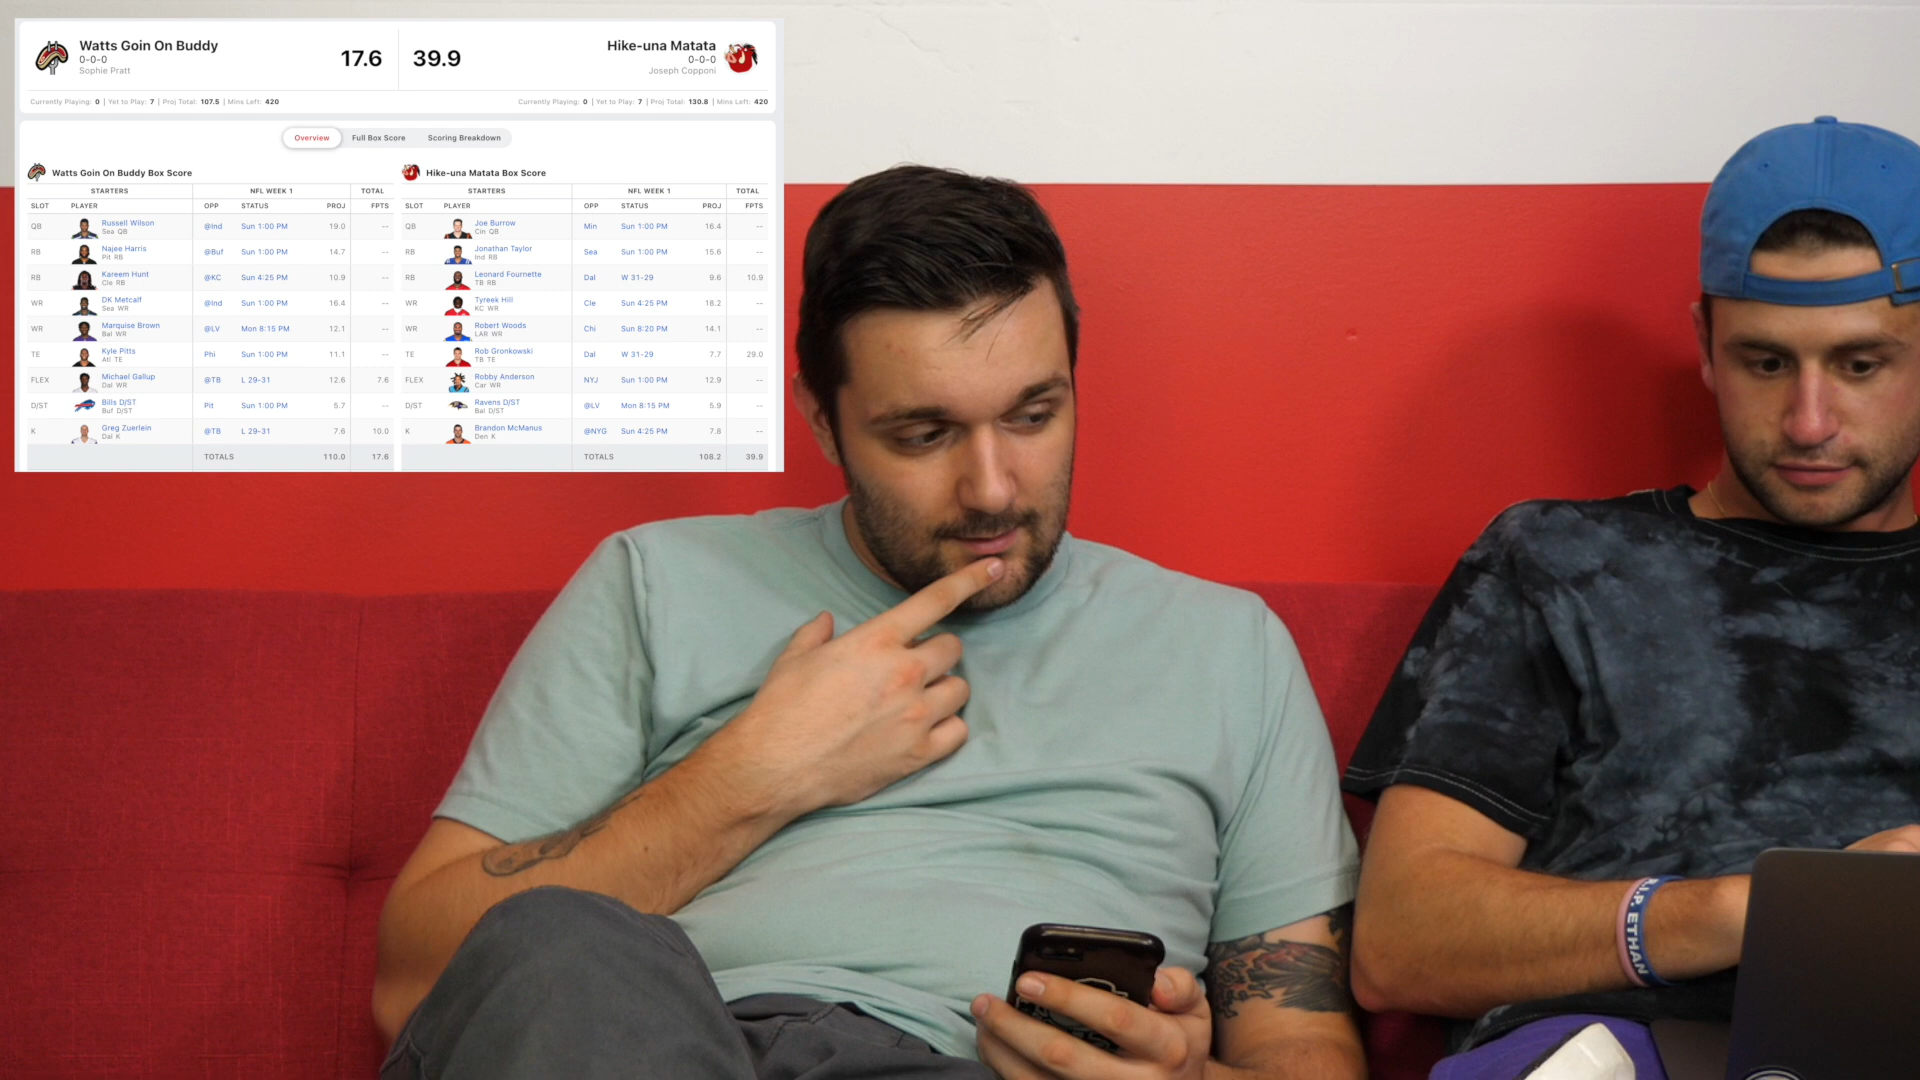 Watts Goin On Buddy
0-0-0
Sophie Pratt
17.6
39.9
Hike-una Matata
0-0-0
Joseph Copponi
Currently Playing: 0 | Yet to Play: 7 | Proj Total: 107.5 | Mins Left: 420
Currently Playing: 0 | Yet to Play: 7 | Proj Total: 130.8 | Mins Left: 420
Overview Full Box Score Scoring Breakdown
Watts Goin On Buddy Box Score
STARTERS NFL WEEK 1 TOTAL
SLOT PLAYER OPP STATUS PROJ FPTS
QB Russell Wilson @Ind Sun 1:00 PM 19.0 --
Sea QB
RB Najee Harris @Buf Sun 1:00 PM 14.7 --
Pit RB
RB Kareem Hunt @KC Sun 4:25 PM 10.9 --
Cle RB
WR DK Metcalf @Ind Sun 1:00 PM 16.4 --
Sea WR
WR Marquise Brown @LV Mon 8:15 PM 12.1 --
Bal WR
TE Kyle Pitts Phi Sun 1:00 PM 11.1 --
Atl TE
FLEX Michael Gallup @TB L 29-31 12.6 7.6
Dal WR
D/ST Bills D/ST Pit Sun 1:00 PM 5.7 --
Buf D/ST
K Greg Zuerlein @TB L 29-31 7.6 10.0
Dal K
TOTALS 110.0 17.6
Hike-una Matata Box Score
STARTERS NFL WEEK 1 TOTAL
SLOT PLAYER OPP STATUS PROJ FPTS
QB Joe Burrow Min Sun 1:00 PM 16.4 --
Cin QB
RB Jonathan Taylor Sea Sun 1:00 PM 15.6 --
Ind RB
RB Leonard Fournette Dal W 31-29 9.6 10.9
TB RB
WR Tyreek Hill Cle Sun 4:25 PM 18.2 --
KC WR
WR Robert Woods Chi Sun 8:20 PM 14.1 --
LAR WR
TE Rob Gronkowski Dal W 31-29 7.7 29.0
TB TE
FLEX Robby Anderson NYJ Sun 1:00 PM 12.9 --
Car WR
D/ST Ravens D/ST @LV Mon 8:15 PM 5.9 --
Bal D/ST
K Brandon McManus @NYG Sun 4:25 PM 7.8 --
Den K
TOTALS 108.2 39.9
R.I.P. ETHAN